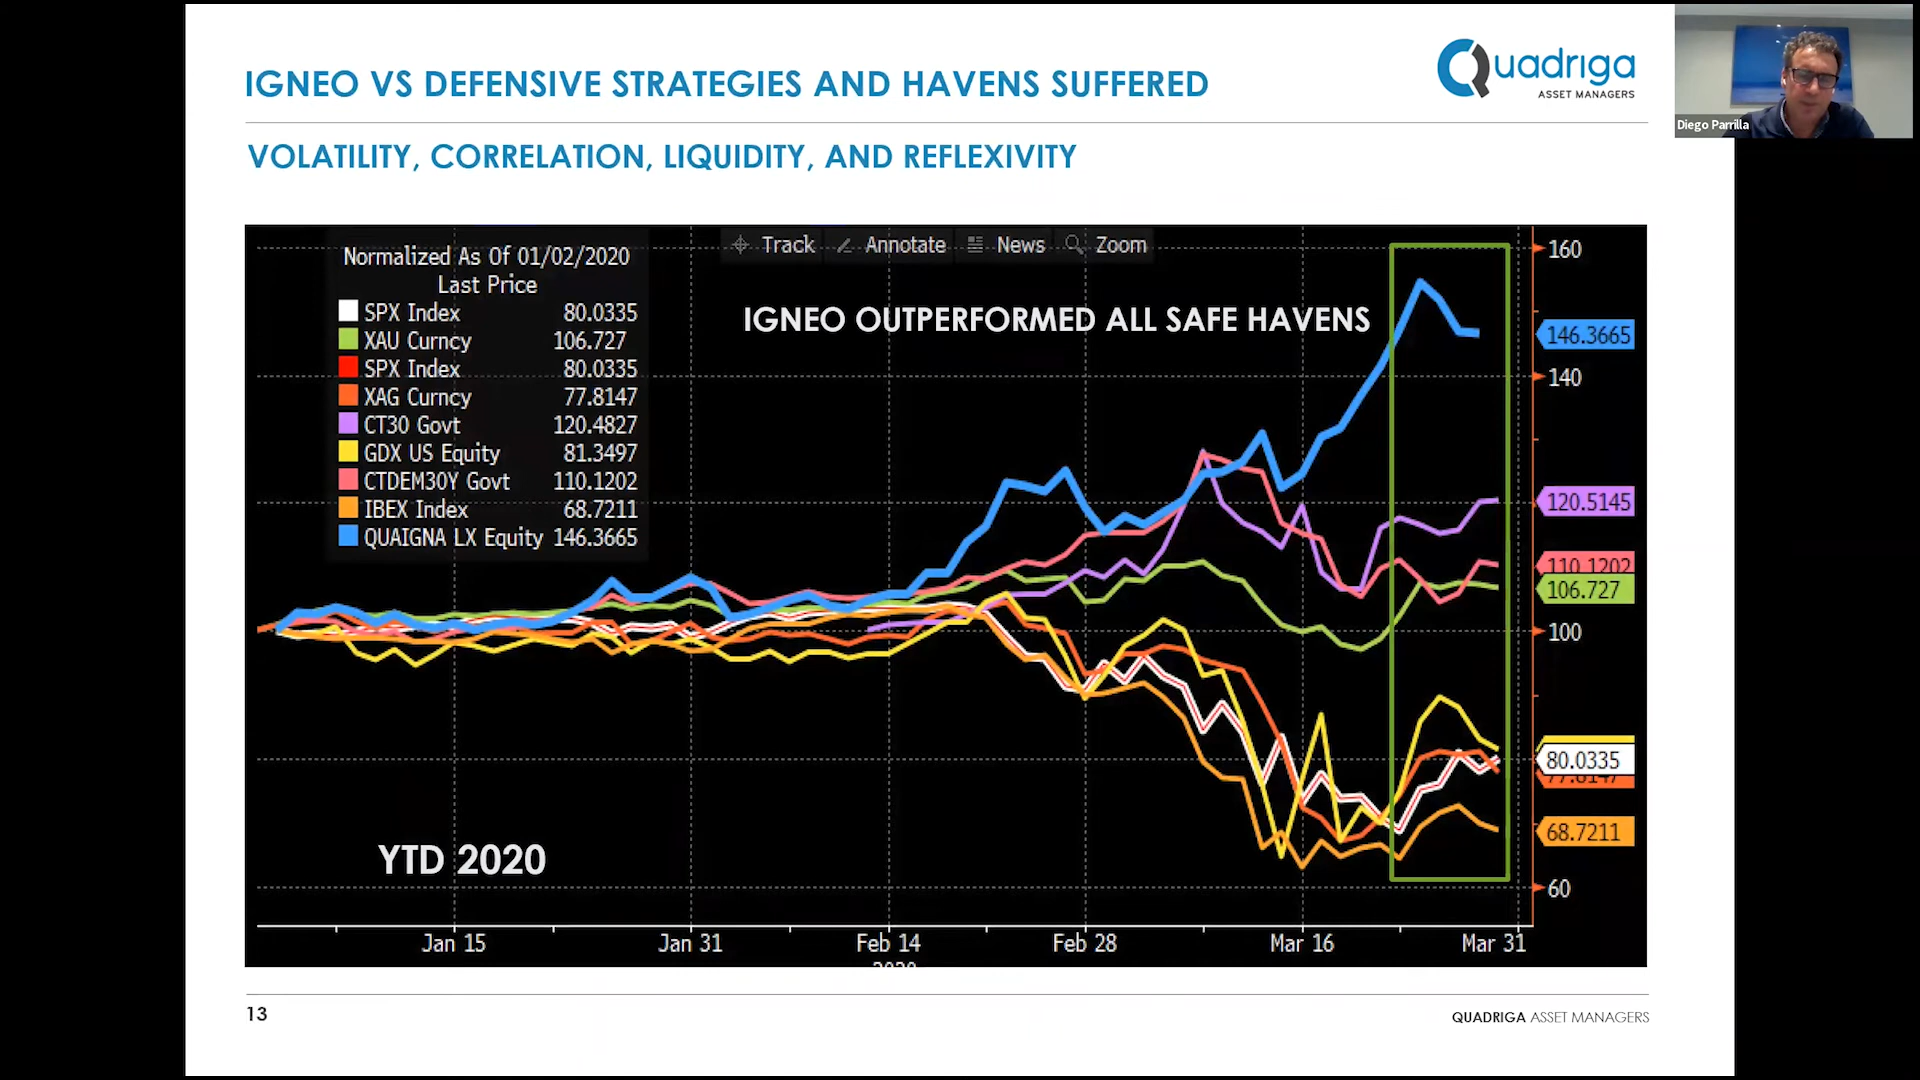 IGNEO VS DEFENSIVE STRATEGIES AND HAVENS SUFFERED
Quadriga
ASSET MANAGERS
Diego Parrilla
VOLATILITY, CORRELATION, LIQUIDITY, AND REFLEXIVITY
Track Annotate News Zoom
Normalized As Of 01/02/2020
Last Price
SPX Index 80.0335
XAU Curncy 106.727
SPX Index 80.0335
XAG Curncy 77.8147
CT30 Govt 120.4827
GDX US Equity 81.3497
CTDEM30Y Govt 110.1202
IBEX Index 68.7211
QUAIGNA LX Equity 146.3665
IGNEO OUTPERFORMED ALL SAFE HAVENS
160
146.3665
140
120.5145
110.1202
106.727
100
80.0335
77.8147
68.7211
60
YTD 2020
Jan 15 Jan 31 Feb 14 Feb 28 Mar 16 Mar 31
2020
13
QUADRIGA ASSET MANAGERS